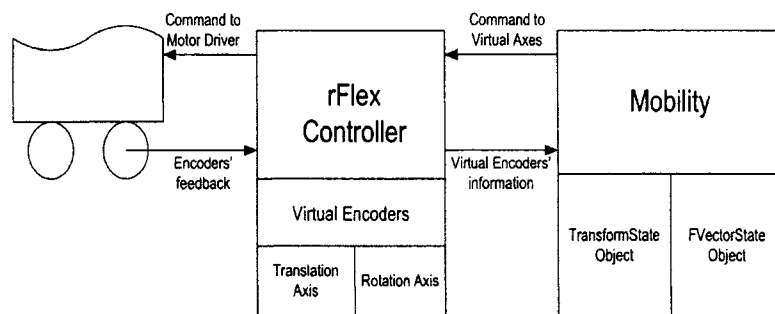 Command to
Motor Driver
Command to
Virtual Axes
rFlex
Controller
Mobility
Encoders'
feedback
Virtual Encoders'
information
Virtual Encoders
Translation
Axis
Rotation Axis
TransformState
Object
FVectorState
Object